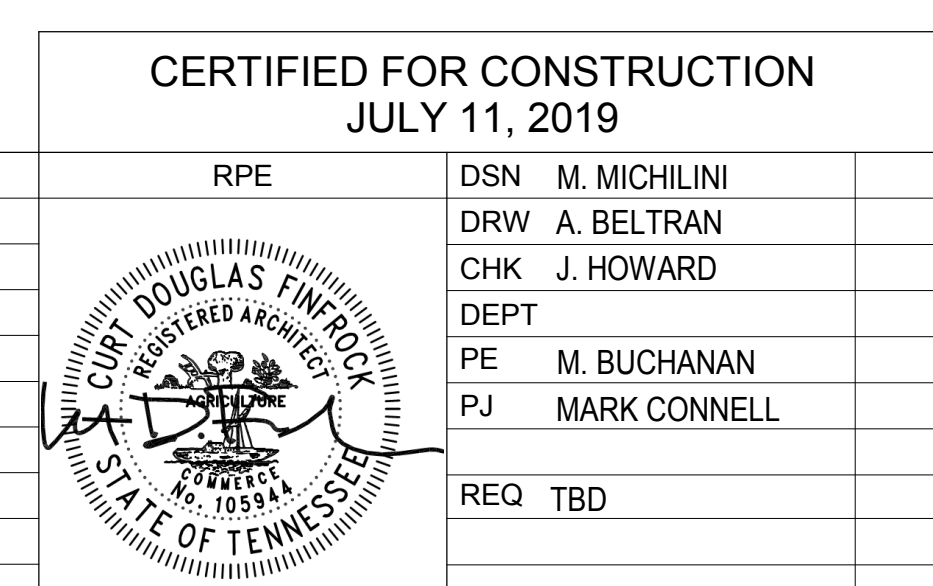 CERTIFIED FOR CONSTRUCTION
JULY 11, 2019
RPE
DSN M. MICHILINI
DRW A. BELTRAN
CHK J. HOWARD
DEPT
PE M. BUCHANAN
PJ MARK CONNELL
REQ TBD
CURT DOUGLAS FINFROCK
REGISTERED ARCHITECT
AGRICULTURE
COMMERCE
No. 105944
STATE OF TENNESSEE